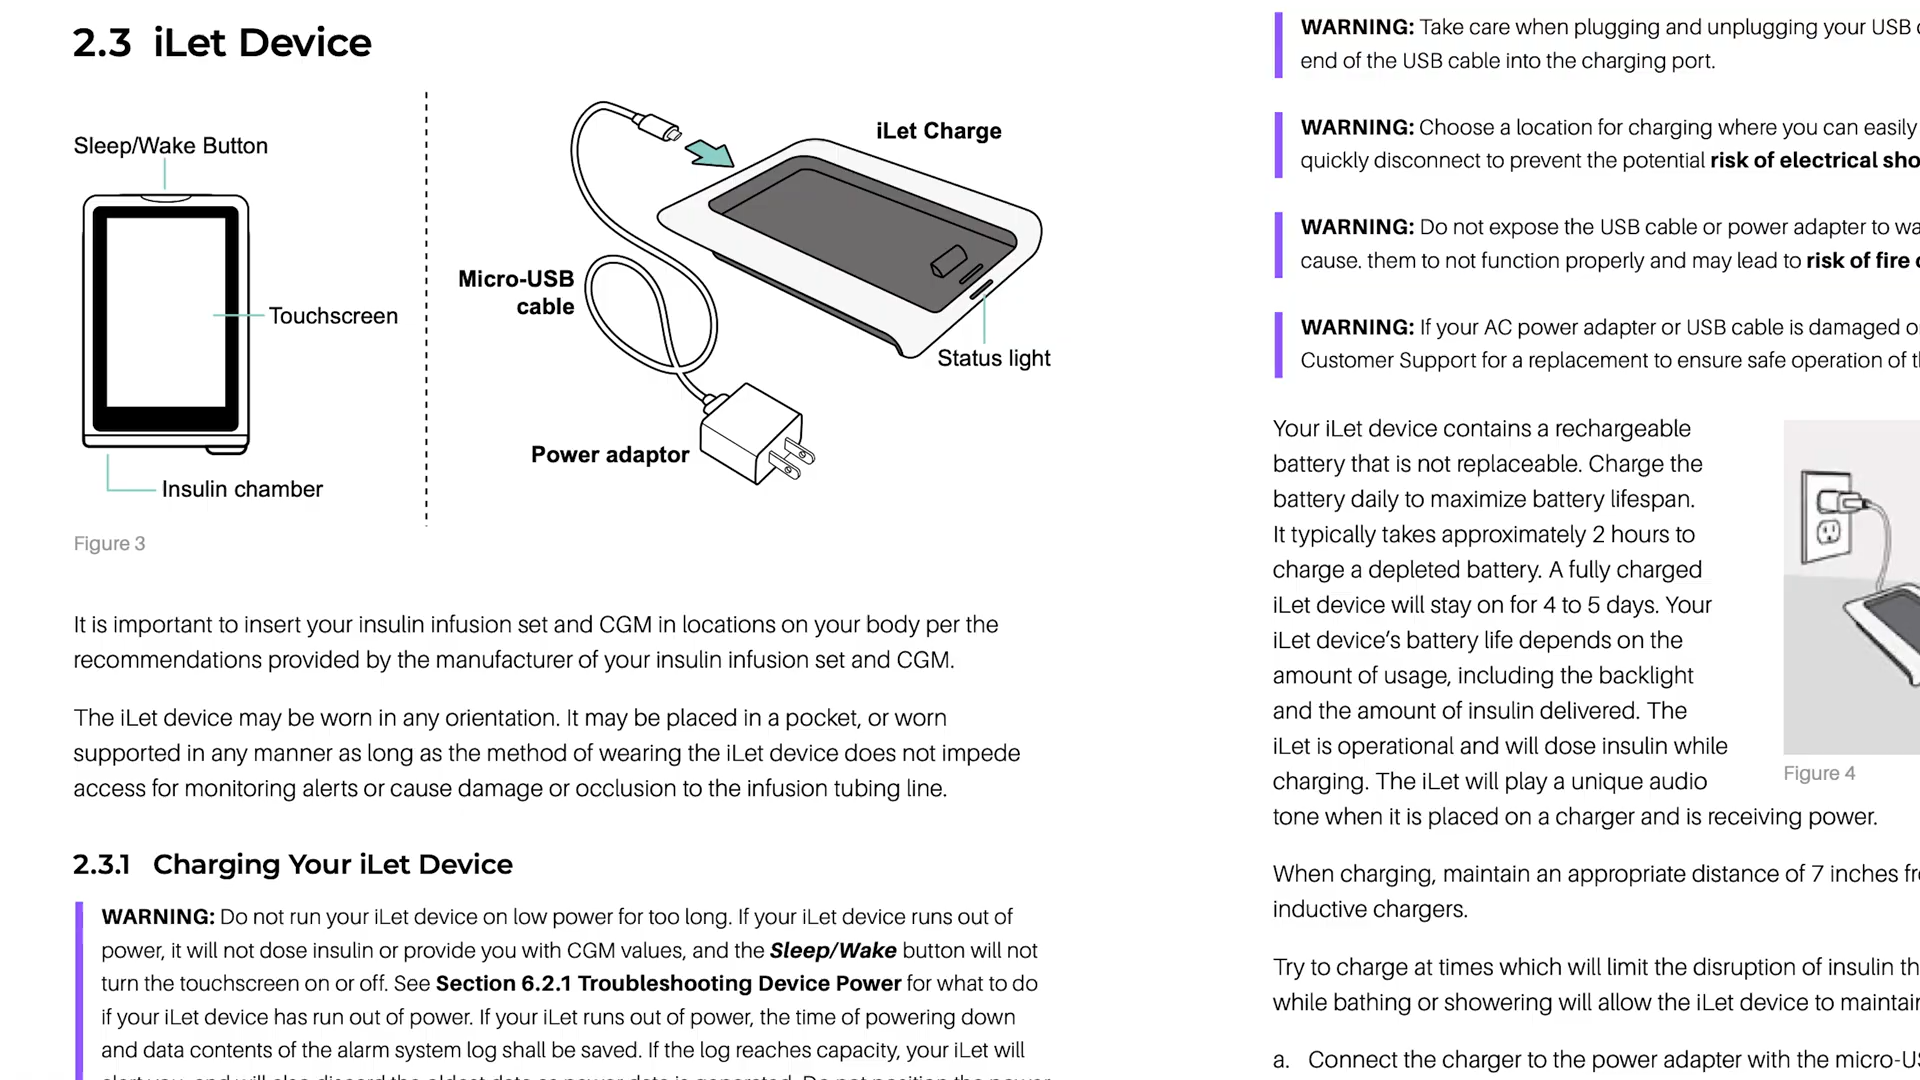 2.3 iLet Device
Sleep/Wake Button
Touchscreen
Insulin chamber
iLet Charge
Micro-USB
cable
Status light
Power adaptor
Figure 3
It is important to insert your insulin infusion set and CGM in locations on your body per the
recommendations provided by the manufacturer of your insulin infusion set and CGM.
The iLet device may be worn in any orientation. It may be placed in a pocket, or worn
supported in any manner as long as the method of wearing the iLet device does not impede
access for monitoring alerts or cause damage or occlusion to the infusion tubing line.
2.3.1 Charging Your iLet Device
WARNING: Do not run your iLet device on low power for too long. If your iLet device runs out of
power, it will not dose insulin or provide you with CGM values, and the Sleep/Wake button will not
turn the touchscreen on or off. See Section 6.2.1 Troubleshooting Device Power for what to do
if your iLet device has run out of power. If your iLet runs out of power, the time of powering down
and data contents of the alarm system log shall be saved. If the log reaches capacity, your iLet will
WARNING: Take care when plugging and unplugging your USB
end of the USB cable into the charging port.
WARNING: Choose a location for charging where you can easily
quickly disconnect to prevent the potential risk of electrical sho
WARNING: Do not expose the USB cable or power adapter to wa
cause. them to not function properly and may lead to risk of fire
WARNING: If your AC power adapter or USB cable is damaged o
Customer Support for a replacement to ensure safe operation of t
Your iLet device contains a rechargeable
battery that is not replaceable. Charge the
battery daily to maximize battery lifespan.
It typically takes approximately 2 hours to
charge a depleted battery. A fully charged
iLet device will stay on for 4 to 5 days. Your
iLet device's battery life depends on the
amount of usage, including the backlight
and the amount of insulin delivered. The
iLet is operational and will dose insulin while
charging. The iLet will play a unique audio
tone when it is placed on a charger and is receiving power.
Figure 4
When charging, maintain an appropriate distance of 7 inches fr
inductive chargers.
Try to charge at times which will limit the disruption of insulin th
while bathing or showering will allow the iLet device to maintai
a. Connect the charger to the power adapter with the micro-US